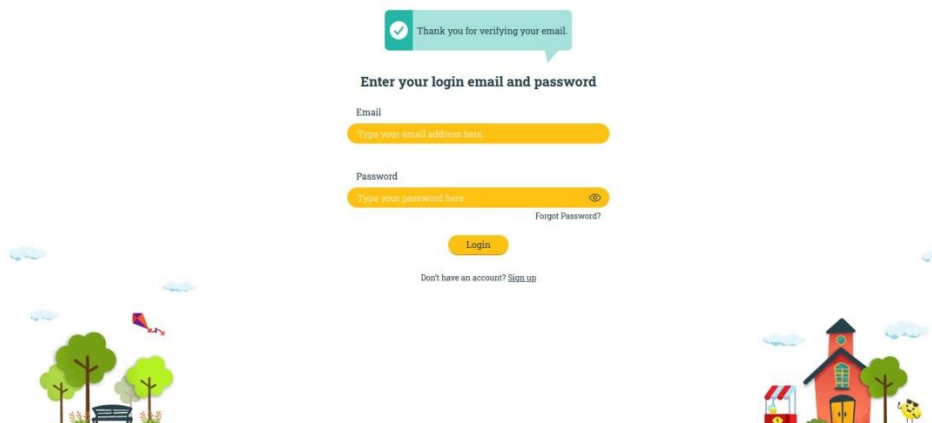 Thank you for verifying your email.
Enter your login email and password
Email
Type your email address here
Password
Type your password here
Forgot Password?
Login
Don't have an account? Sign up